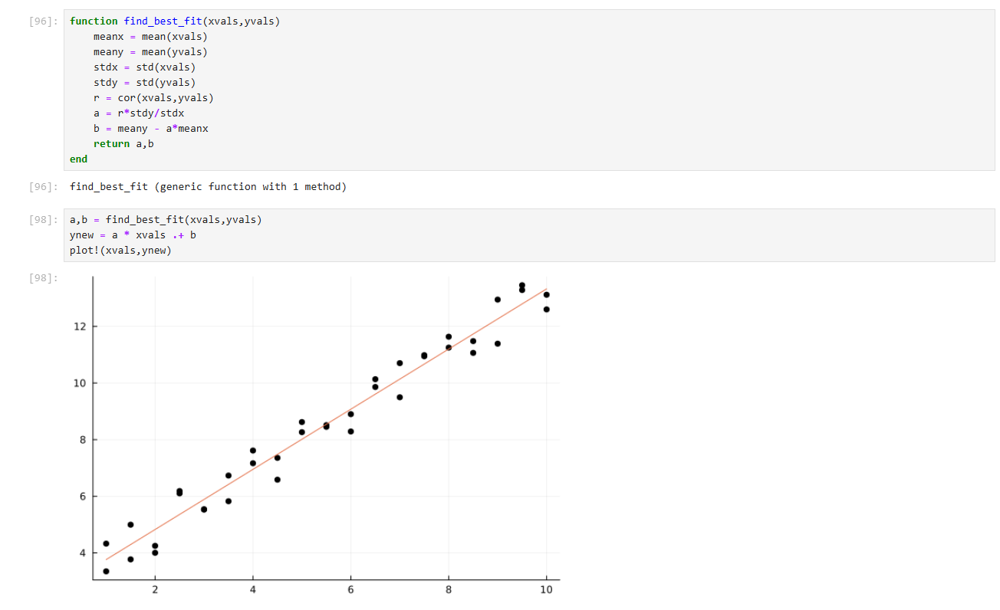 [96]: function find_best_fit(xvals,yvals)
    meanx = mean(xvals)
    meany = mean(yvals)
    stdx = std(xvals)
    stdy = std(yvals)
    r = cor(xvals,yvals)
    a = r*stdy/stdx
    b = meany - a*meanx
    return a,b
end
[96]: find_best_fit (generic function with 1 method)
[98]: a,b = find_best_fit(xvals,yvals)
ynew = a * xvals .+ b
plot!(xvals,ynew)
[98]:
12
10
8
6
4
2 4 6 8 10